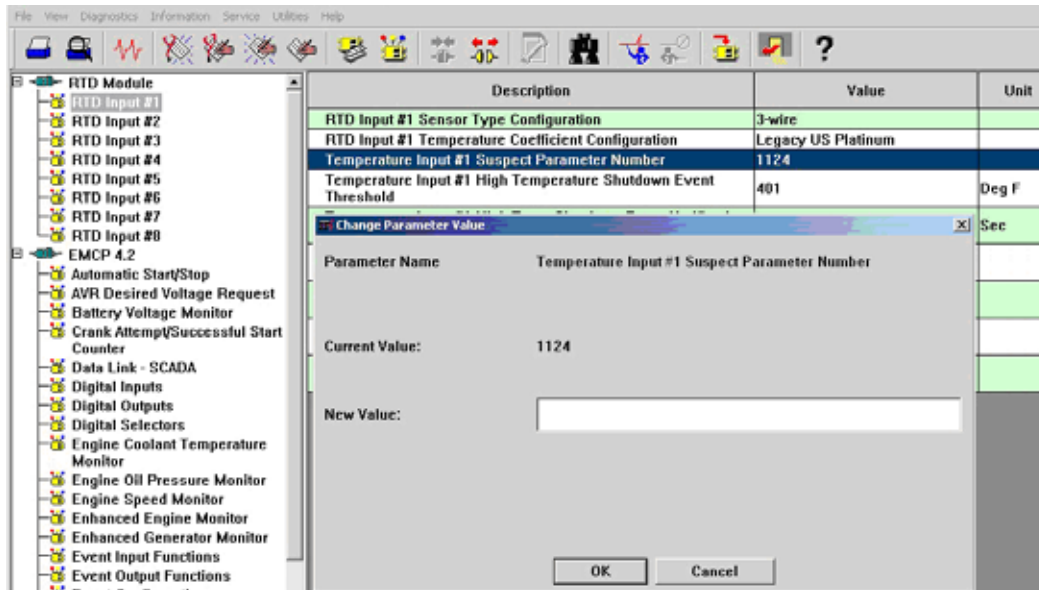 File View Diagnostics Information Service Utilities Help
RTD Module
RTD Input #1
RTD Input #2
RTD Input #3
RTD Input #4
RTD Input #5
RTD Input #6
RTD Input #7
RTD Input #8
EMCP 4.2
Automatic Start/Stop
AVR Desired Voltage Request
Battery Voltage Monitor
Crank Attempt/Successful Start
Counter
Data Link - SCADA
Digital Inputs
Digital Outputs
Digital Selectors
Engine Coolant Temperature
Monitor
Engine Oil Pressure Monitor
Engine Speed Monitor
Enhanced Engine Monitor
Enhanced Generator Monitor
Event Input Functions
Event Output Functions
Description Value Unit
RTD Input #1 Sensor Type Configuration 3-wire
RTD Input #1 Temperature Coefficient Configuration Legacy US Platinum
Temperature Input #1 Suspect Parameter Number 1124
Temperature Input #1 High Temperature Shutdown Event
Threshold 401 Deg F
Sec
Change Parameter Value
Parameter Name Temperature Input #1 Suspect Parameter Number
Current Value: 1124
New Value:
OK Cancel